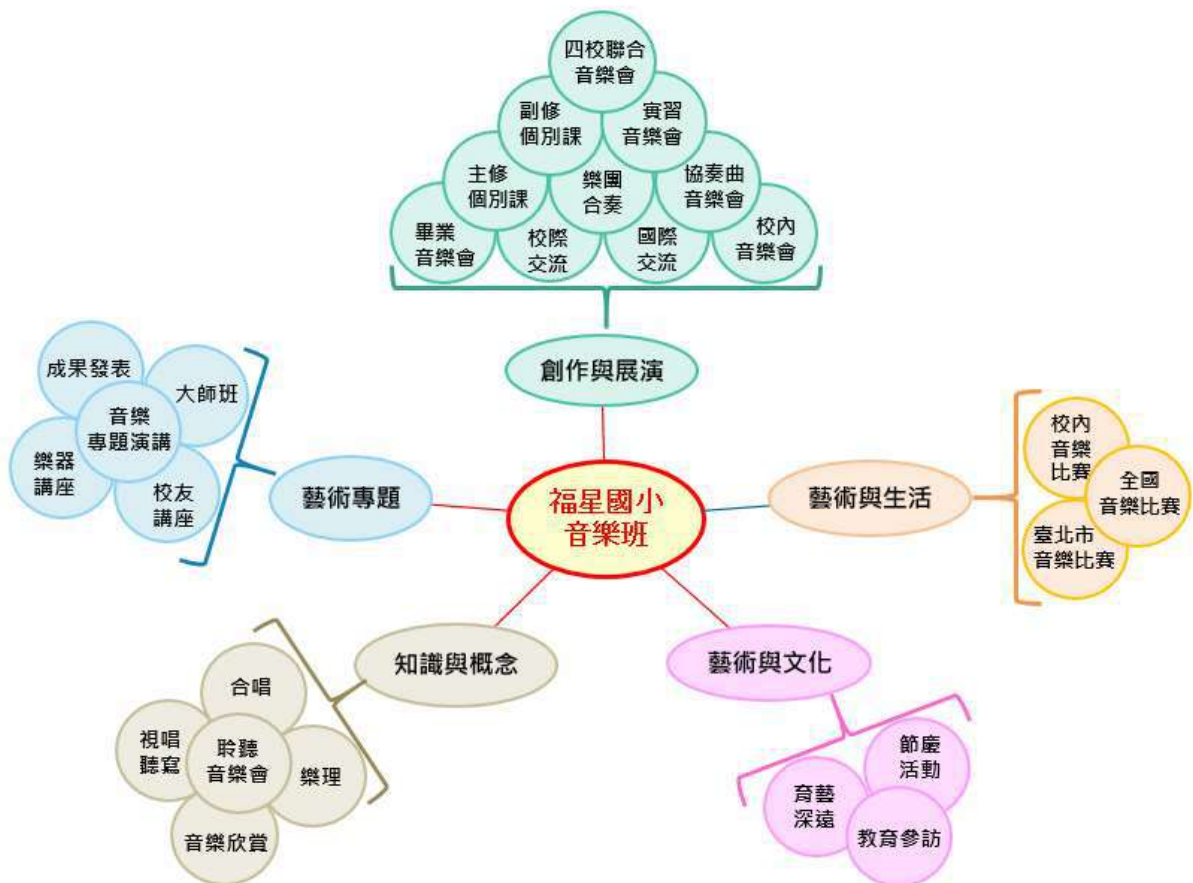 四校聯合
音樂會
副修
個別課
實習
音樂會
主修
個別課
樂團
合奏
協奏曲
音樂會
畢業
音樂會
校際
交流
國際
交流
校內
音樂會
創作與展演
成果發表
大師班
音樂
專題演講
樂器
講座
校友
講座
藝術專題
福星國小
音樂班
藝術與生活
校內
音樂
比賽
全國
音樂比賽
臺北市
音樂比賽
知識與概念
合唱
視唱
聽寫
聆聽
音樂會
樂理
音樂欣賞
藝術與文化
節慶
活動
育藝
深遠
教育參訪